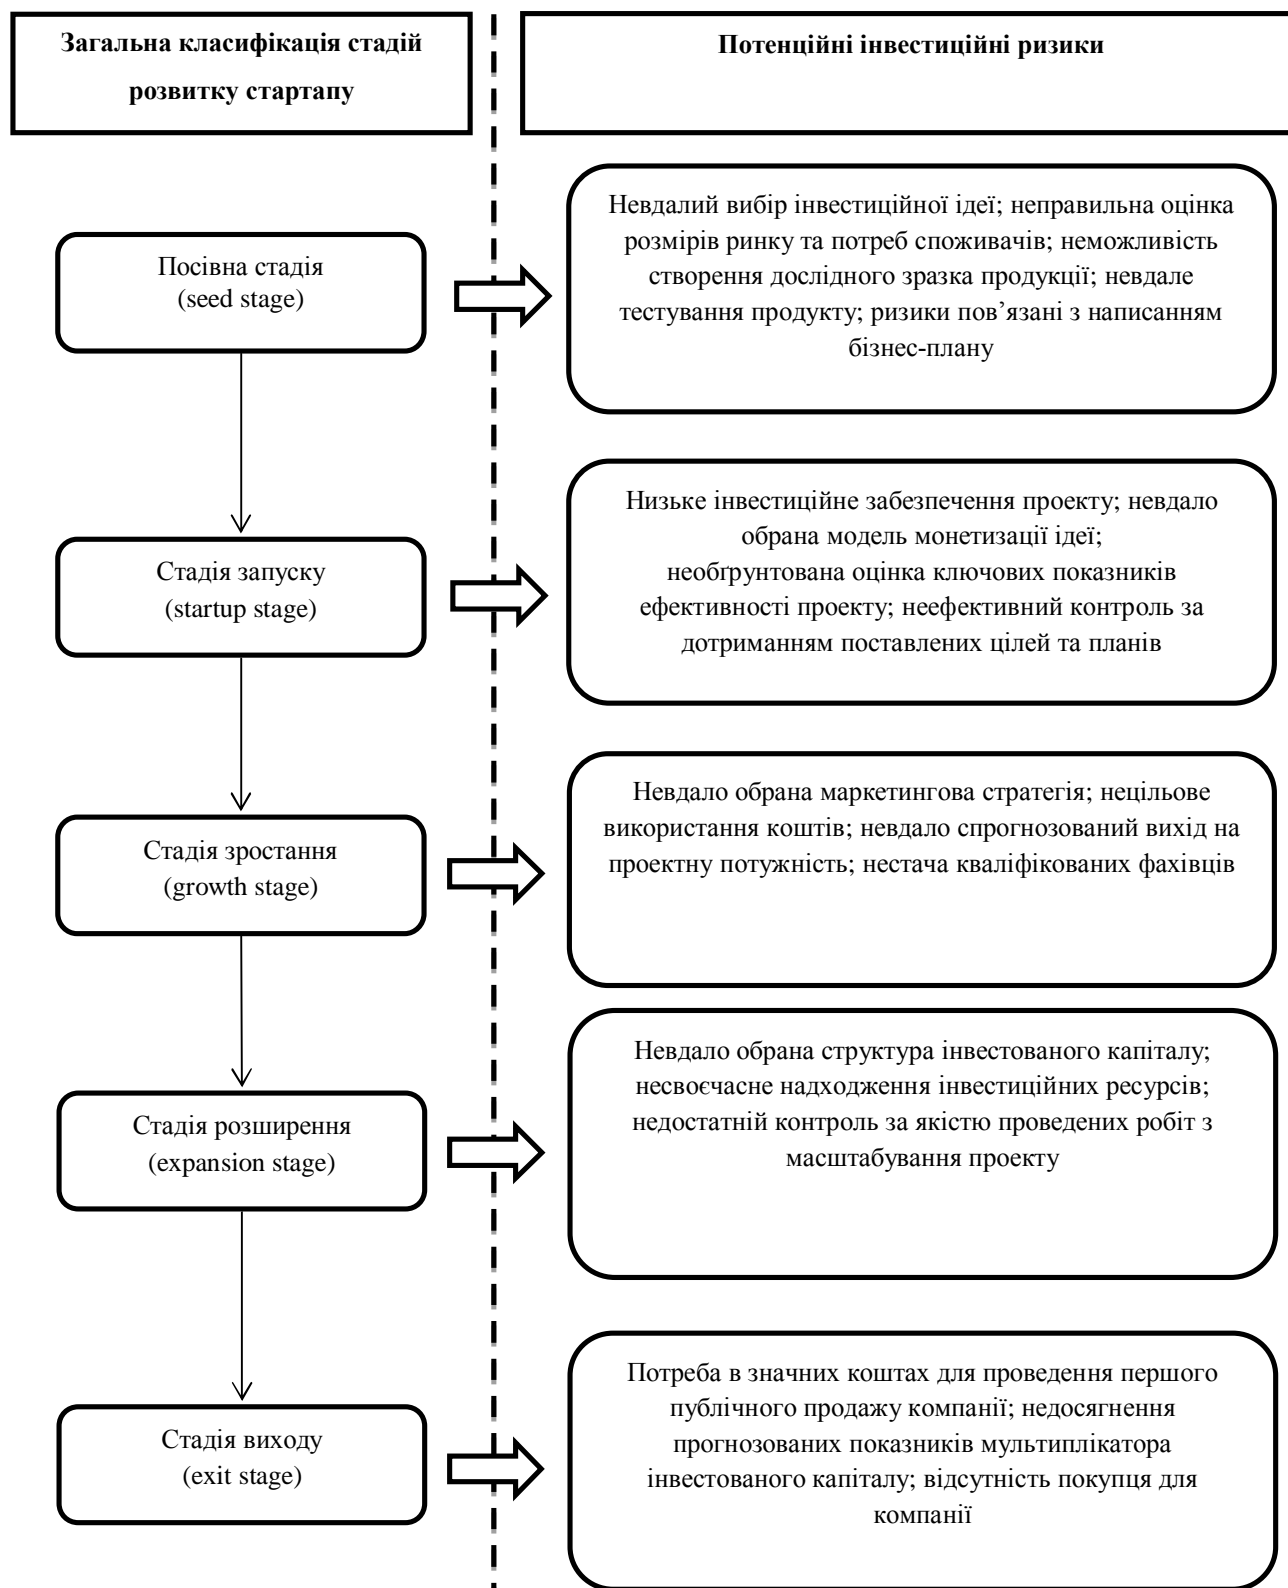 Загальна класифікація стадій
розвитку стартапу
Потенційні інвестиційні ризики
Посівна стадія
(seed stage)
Невдалий вибір інвестиційної ідеї; неправильна оцінка
розмірів ринку та потреб споживачів; неможливість
створення дослідного зразка продукції; невдале
тестування продукту; ризики пов’язані з написанням
бізнес-плану
Стадія запуску
(startup stage)
Низьке інвестиційне забезпечення проекту; невдало
обрана модель монетизації ідеї;
необґрунтована оцінка ключових показників
ефективності проекту; неефективний контроль за
дотриманням поставлених цілей та планів
Стадія зростання
(growth stage)
Невдало обрана маркетингова стратегія; нецільове
використання коштів; невдало спрогнозований вихід на
проектну потужність; нестача кваліфікованих фахівців
Стадія розширення
(expansion stage)
Невдало обрана структура інвестованого капіталу;
несвоєчасне надходження інвестиційних ресурсів;
недостатній контроль за якістю проведених робіт з
масштабування проекту
Стадія виходу
(exit stage)
Потреба в значних коштах для проведення першого
публічного продажу компанії; недосягнення
прогнозованих показників мультиплікатора
інвестованого капіталу; відсутність покупця для
компанії